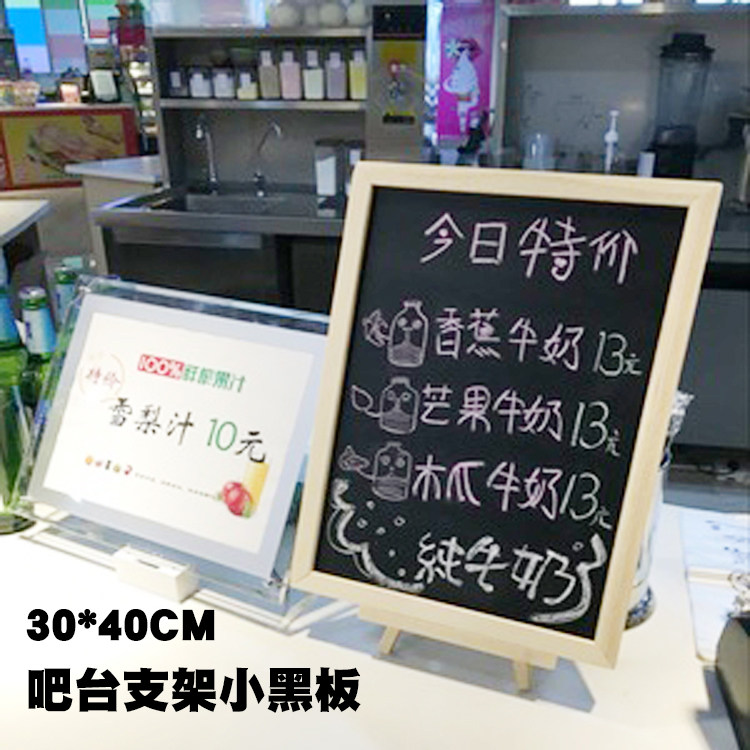 今日特价
香蕉牛奶 13元
芒果牛奶 13元
木瓜牛奶 13元
纯牛奶
100%鲜榨果汁
特价
雪梨汁 10元
30*40CM
吧台支架小黑板